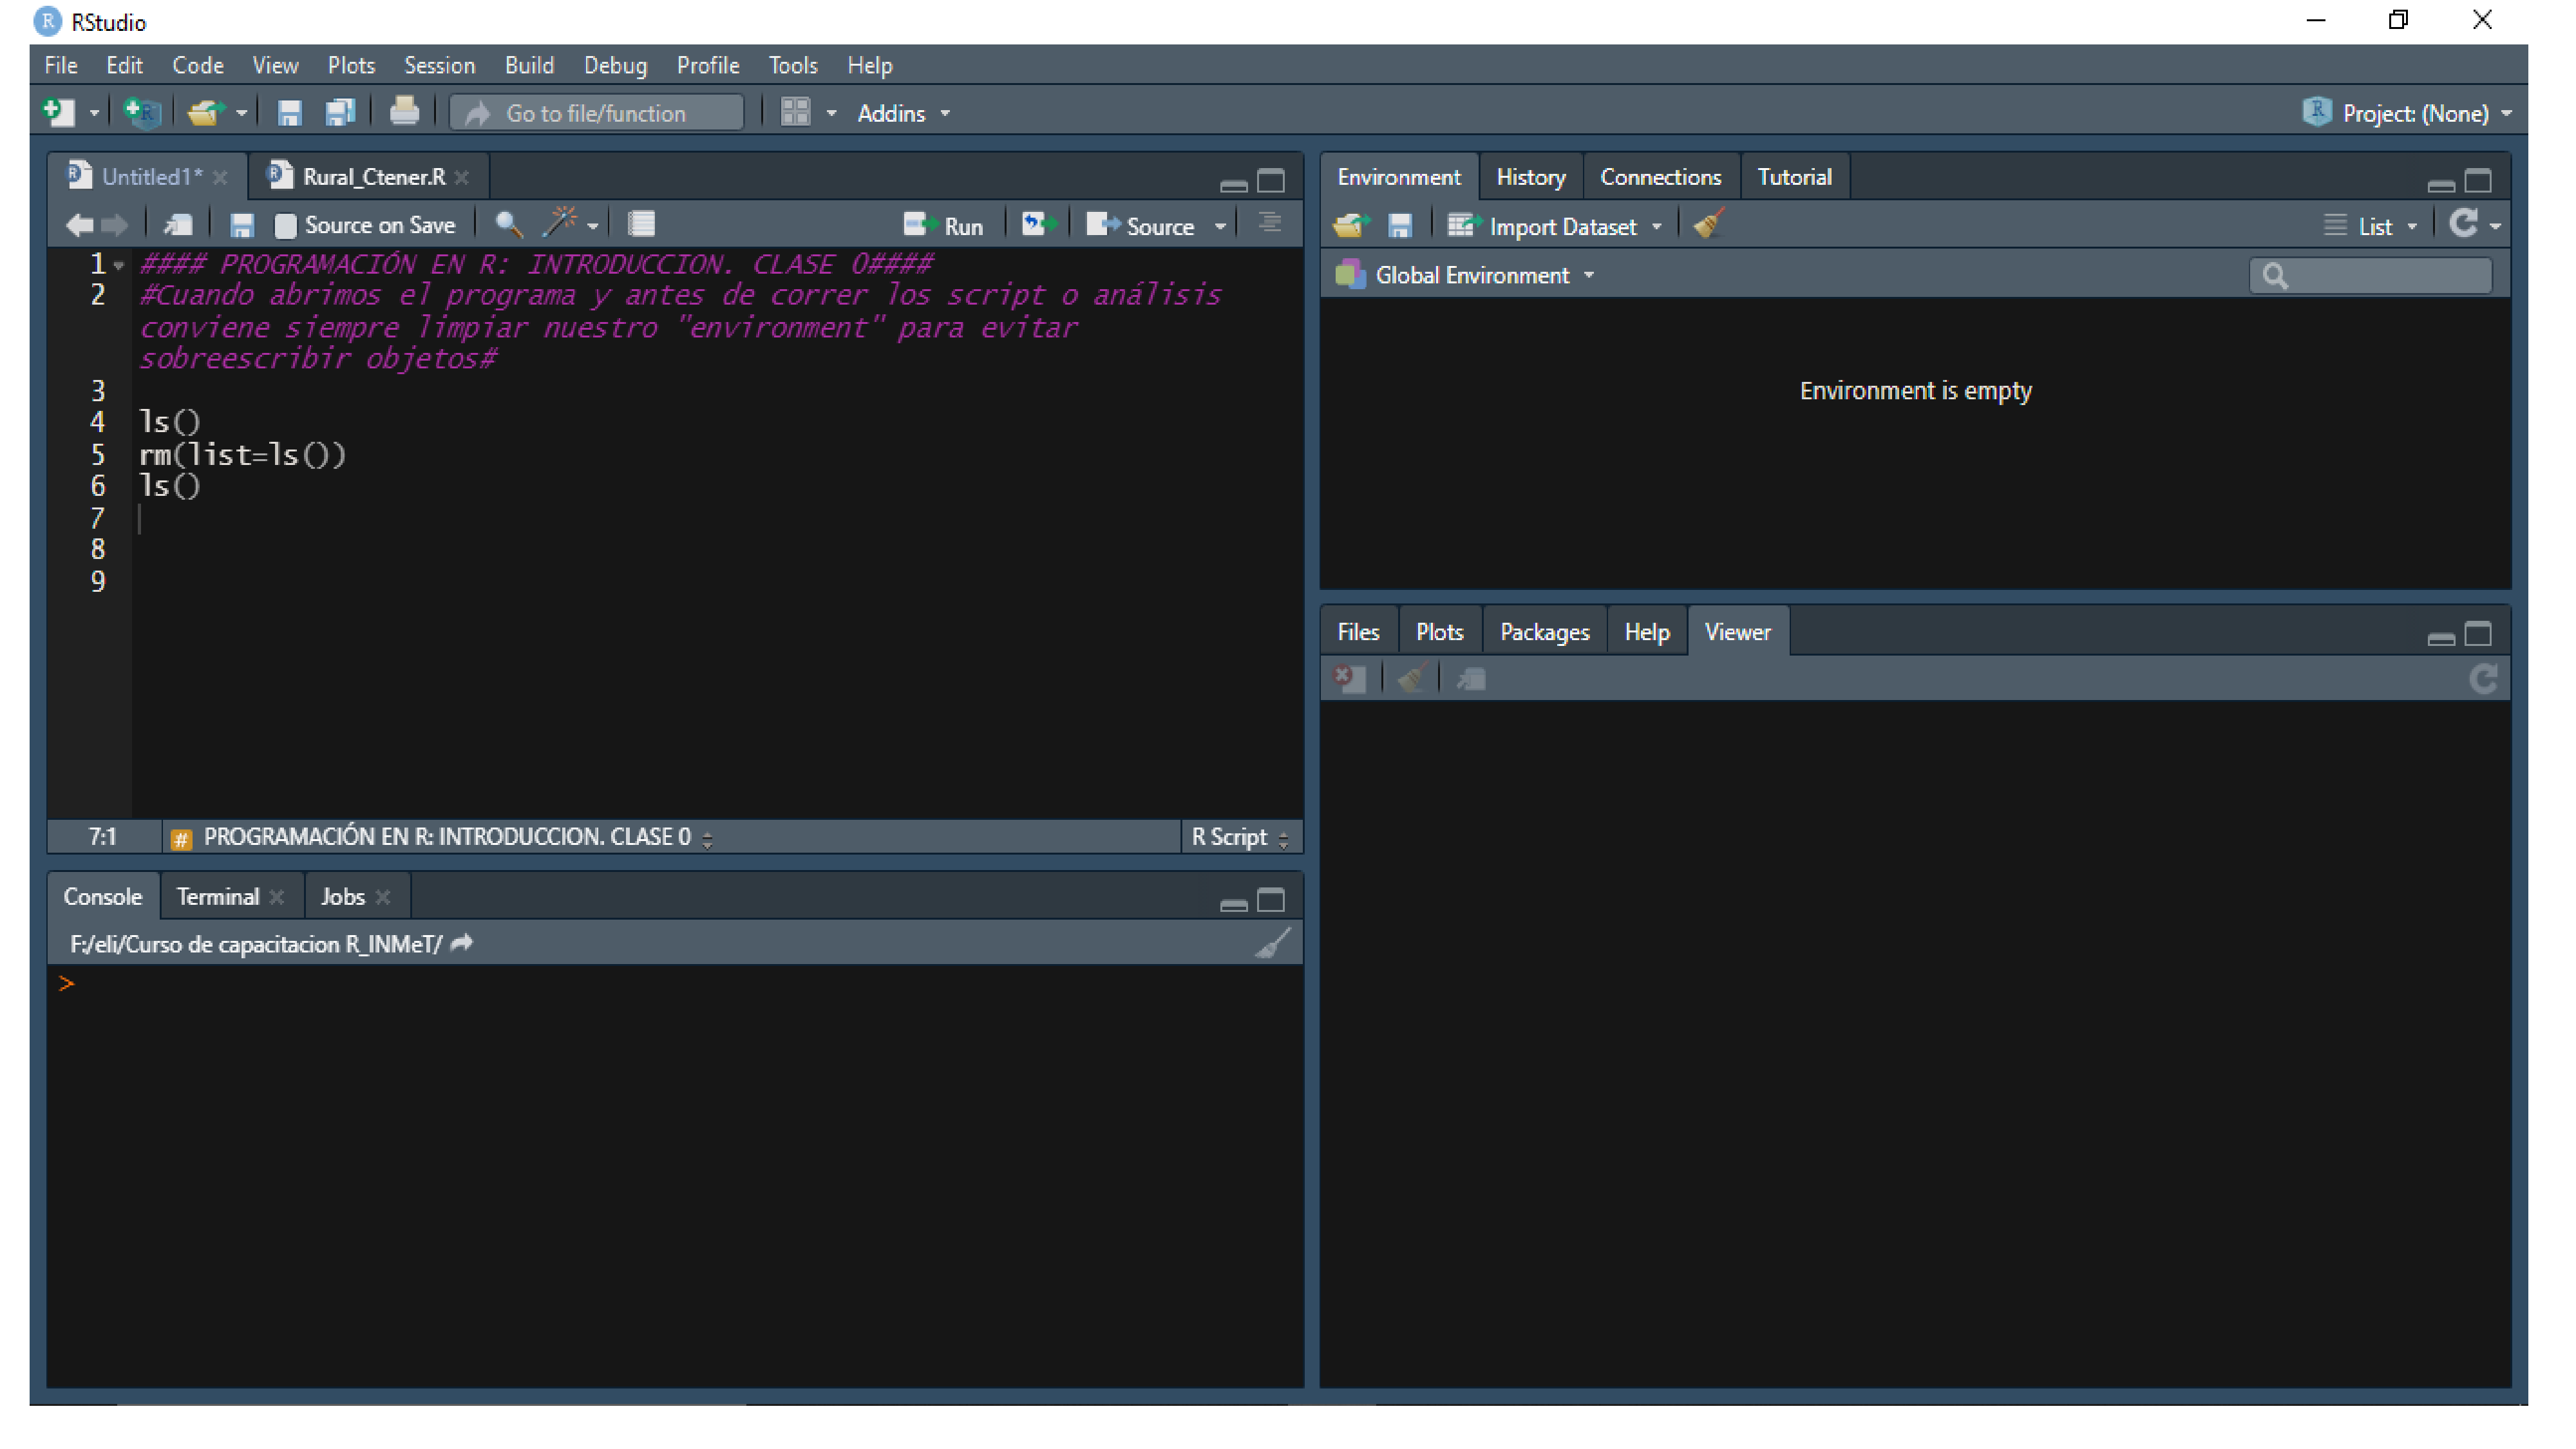 RStudio
File Edit Code View Plots Session Build Debug Profile Tools Help
Go to file/function Addins Project: (None)
Untitled1* Rural_Ctener.R
Source on Save Run Source
1 #### PROGRAMACIÓN EN R: INTRODUCCION. CLASE 0####
2 #Cuando abrimos el programa y antes de correr los script o análisis
conviene siempre limpiar nuestro "environment" para evitar
sobreescribir objetos#
3
4 ls()
5 rm(list=ls())
6 ls()
7
8
9
7:1 # PROGRAMACIÓN EN R: INTRODUCCION. CLASE 0 R Script
Console Terminal Jobs
F:/eli/Curso de capacitacion R_INMeT/
>
Environment History Connections Tutorial
Import Dataset List
Global Environment
Environment is empty
Files Plots Packages Help Viewer